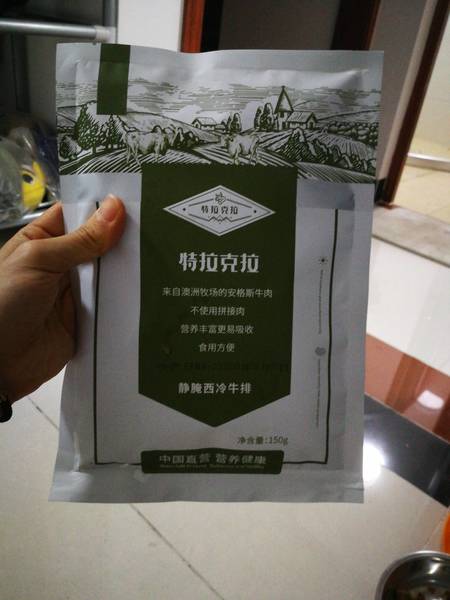 特拉克拉
特拉克拉
来自澳洲牧场的安格斯牛肉
不使用拼接肉
营养丰富更易吸收
食用方便
静腌西冷牛排
净含量:150g
中国直营 营养健康